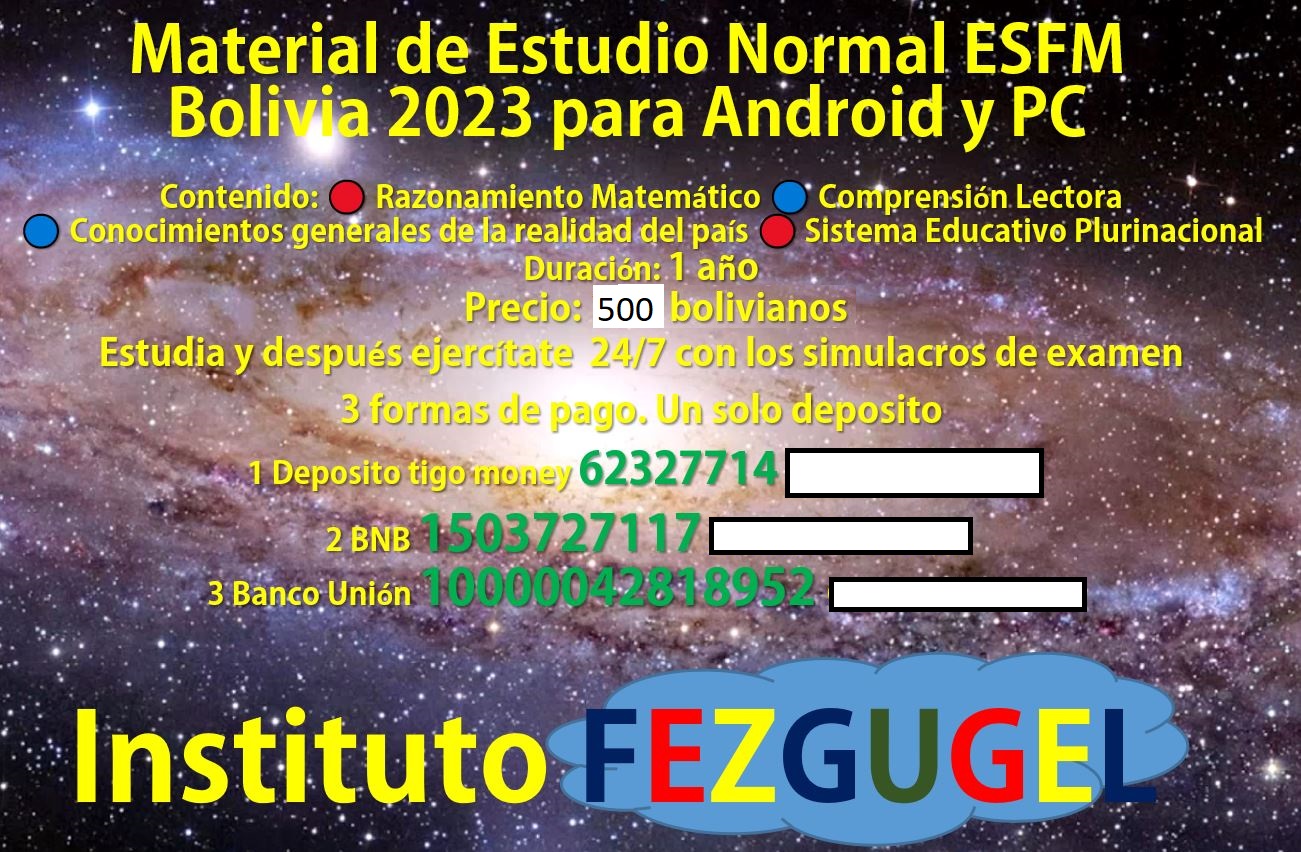 Material de Estudio Normal ESFM
Bolivia 2023 para Android y PC
Contenido: Razonamiento Matemático Comprensión Lectora
Conocimientos generales de la realidad del país Sistema Educativo Plurinacional
Duración: 1 año
Precio: 500 bolivianos
Estudia y después ejercítate 24/7 con los simulacros de examen
3 formas de pago. Un solo deposito
1 Deposito tigo money 62327714
2 BNB 1503727117
3 Banco Unión 10000042818952
Instituto FEZGUGEL